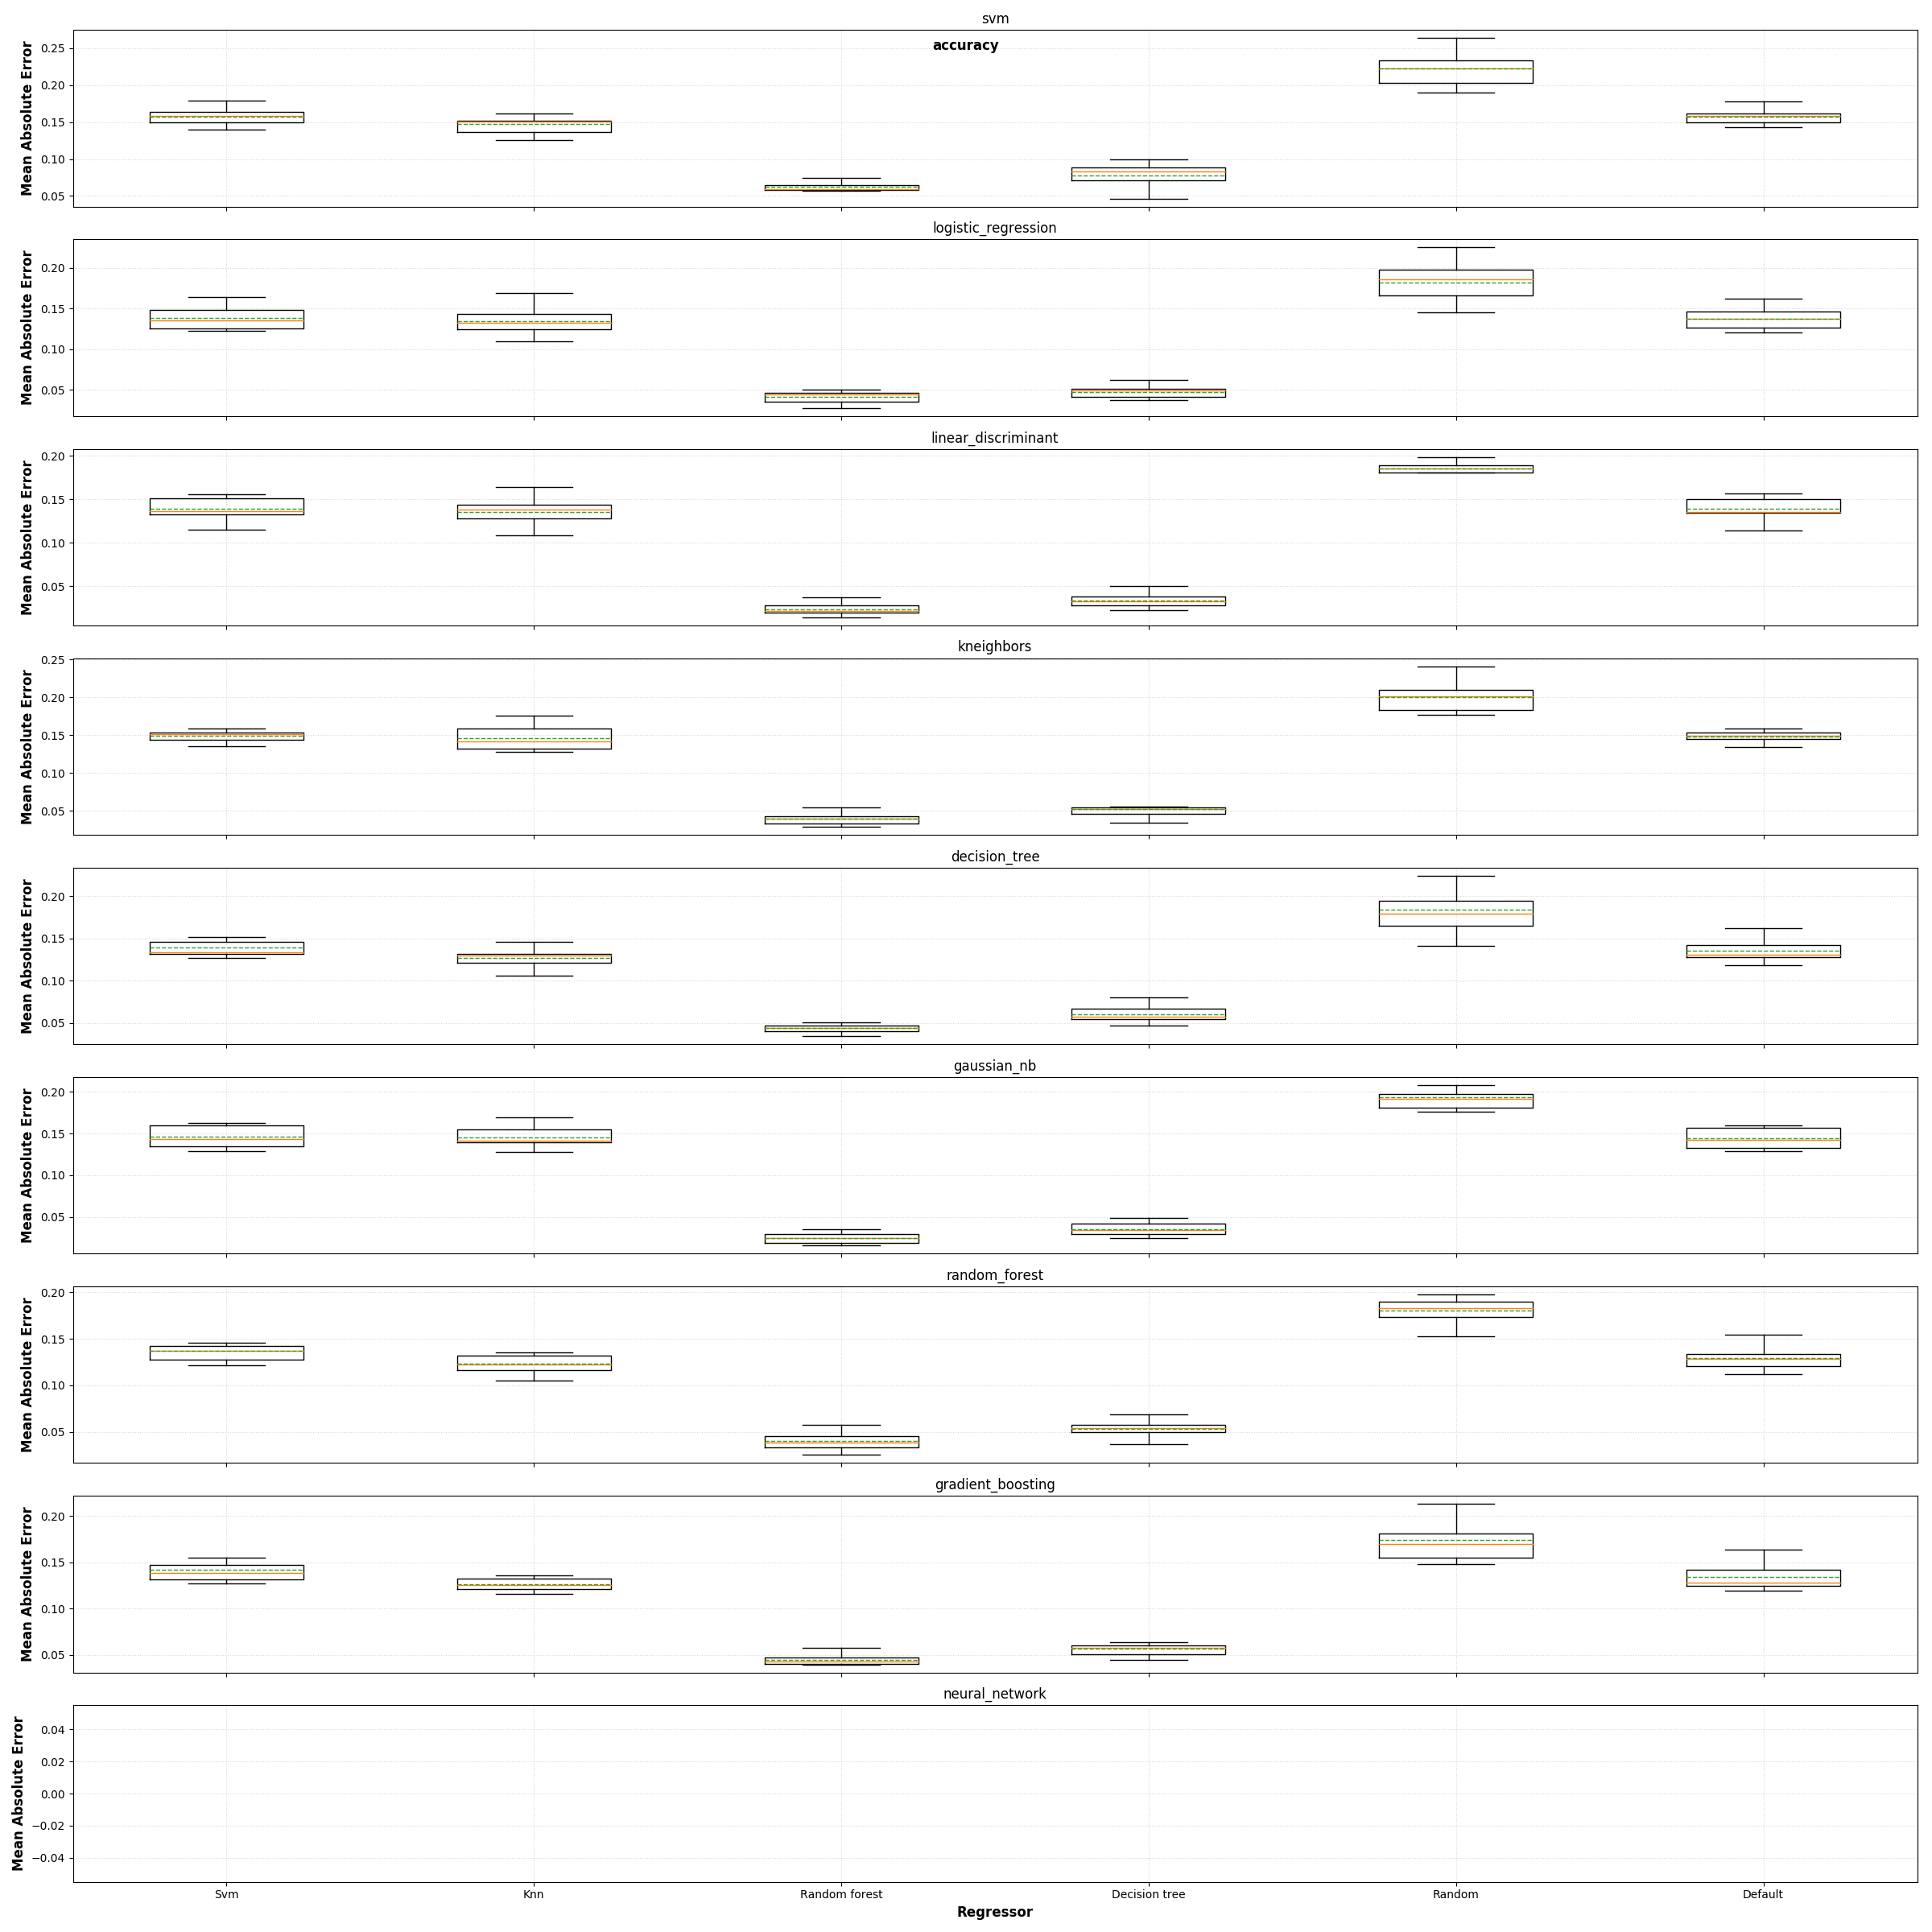 svm
accuracy
Mean Absolute Error
0.25
0.20
0.15
0.10
0.05
logistic_regression
Mean Absolute Error
0.20
0.15
0.10
0.05
linear_discriminant
Mean Absolute Error
0.20
0.15
0.10
0.05
kneighbors
Mean Absolute Error
0.25
0.20
0.15
0.10
0.05
decision_tree
Mean Absolute Error
0.20
0.15
0.10
0.05
gaussian_nb
Mean Absolute Error
0.20
0.15
0.10
0.05
random_forest
Mean Absolute Error
0.20
0.15
0.10
0.05
gradient_boosting
Mean Absolute Error
0.20
0.15
0.10
0.05
neural_network
Mean Absolute Error
0.04
0.02
0.00
−0.02
−0.04
Svm Knn Random forest Decision tree Random Default
Regressor